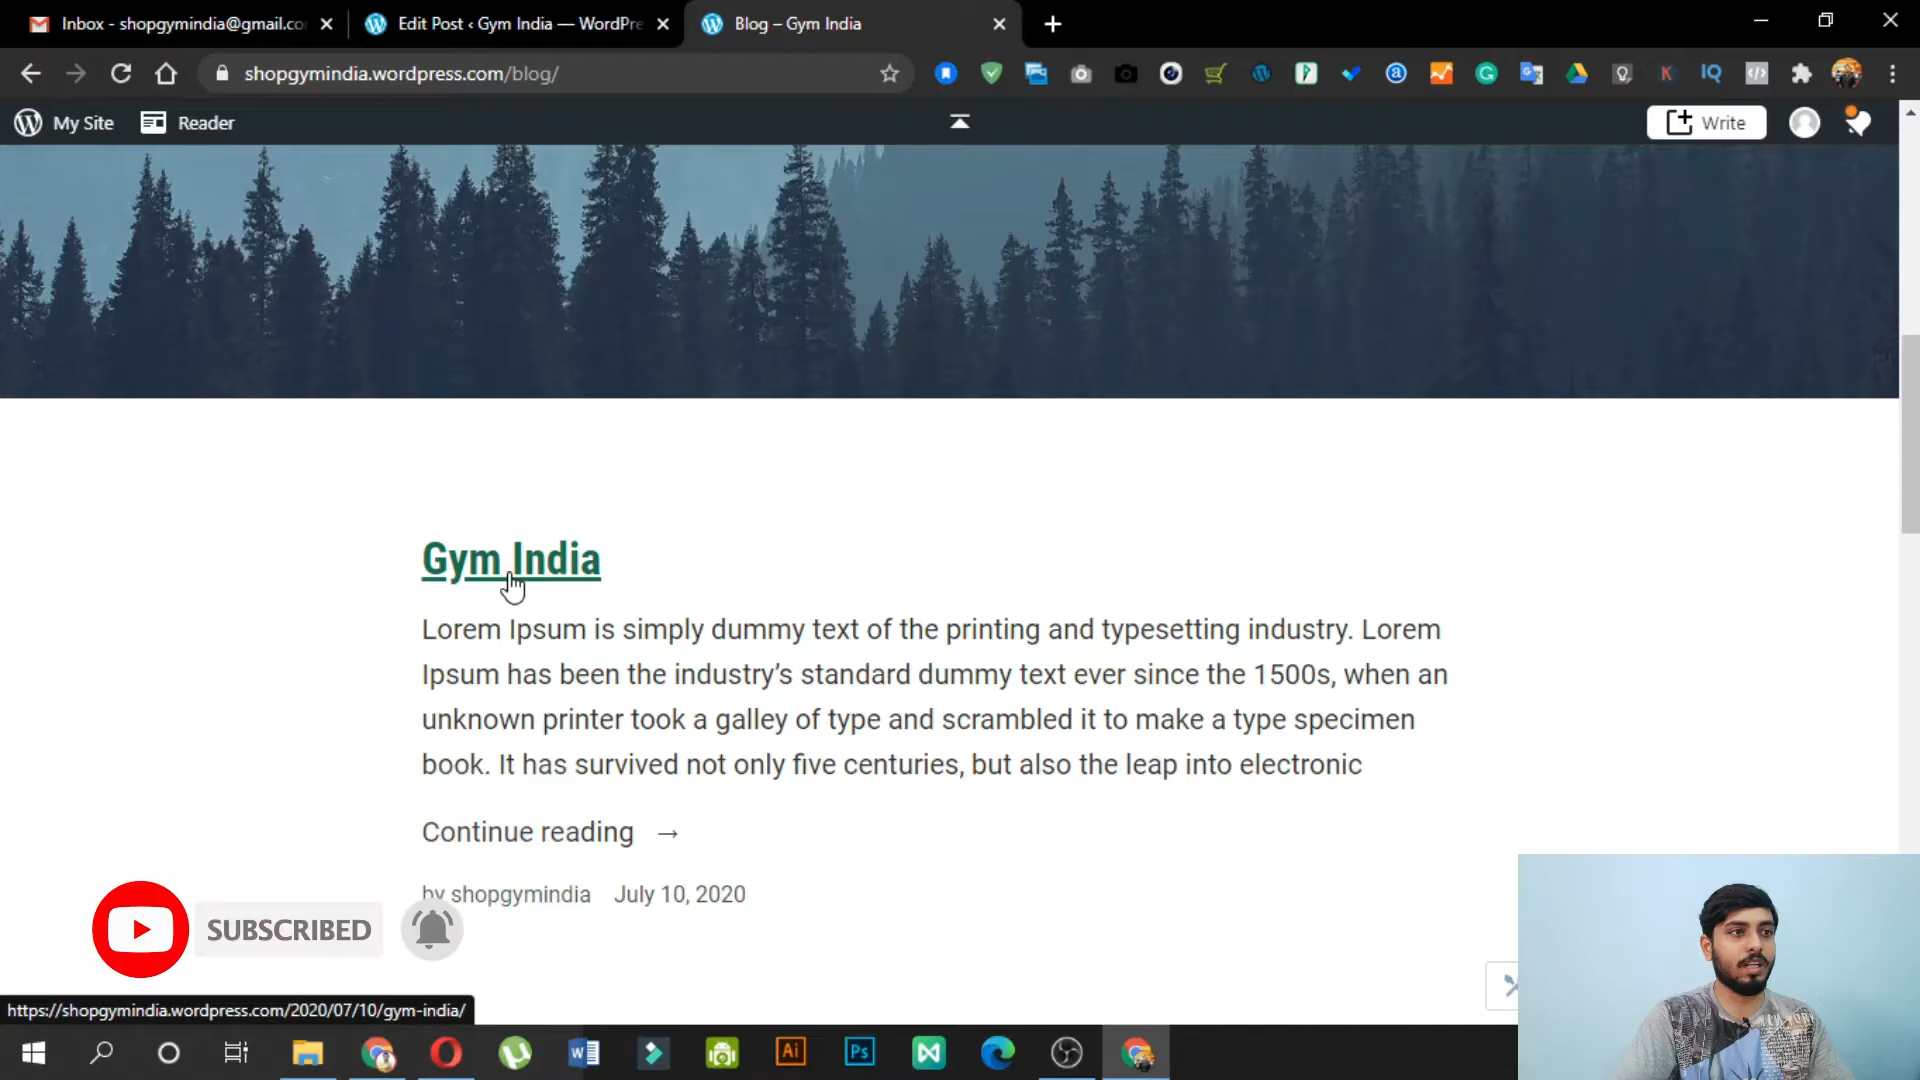 Inbox - shopgymindia@gmail.co
Edit Post ‹ Gym India — WordPre
Blog – Gym India
shopgymindia.wordpress.com/blog/
My Site
Reader
Write
Gym India
Lorem Ipsum is simply dummy text of the printing and typesetting industry. Lorem
Ipsum has been the industry’s standard dummy text ever since the 1500s, when an
unknown printer took a galley of type and scrambled it to make a type specimen
book. It has survived not only five centuries, but also the leap into electronic
Continue reading →
by shopgymindia July 10, 2020
SUBSCRIBED
https://shopgymindia.wordpress.com/2020/07/10/gym-india/